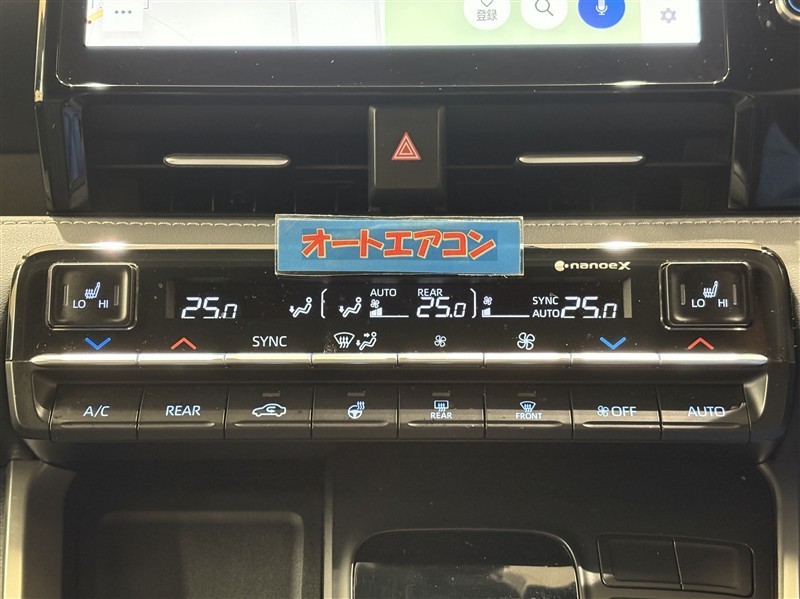 登録
オートエアコン
nanoeX
LO HI
25.0
AUTO
REAR
25.0
SYNC
AUTO
25.0
LO HI
SYNC
A/C
REAR
REAR
FRONT
OFF
AUTO